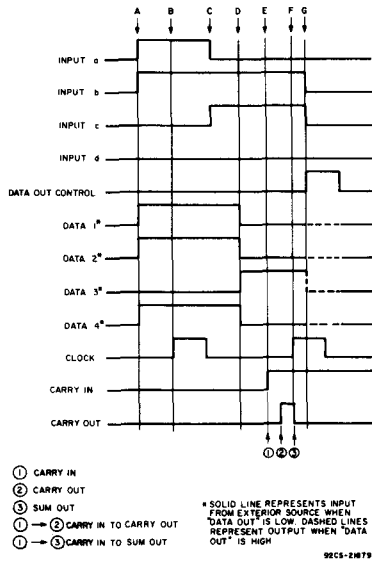 A B C D E F G
INPUT a
INPUT b
INPUT c
INPUT d
DATA OUT CONTROL
DATA 1*
DATA 2*
DATA 3*
DATA 4*
CLOCK
CARRY IN
CARRY OUT
① ② ③
① CARRY IN
② CARRY OUT
③ SUM OUT
① → ② CARRY IN TO CARRY OUT
① → ③ CARRY IN TO SUM OUT
* SOLID LINE REPRESENTS INPUT
FROM EXTERIOR SOURCE WHEN
"DATA OUT" IS LOW. DASHED LINES
REPRESENT OUTPUT WHEN "DATA
OUT" IS HIGH
92CS-21879